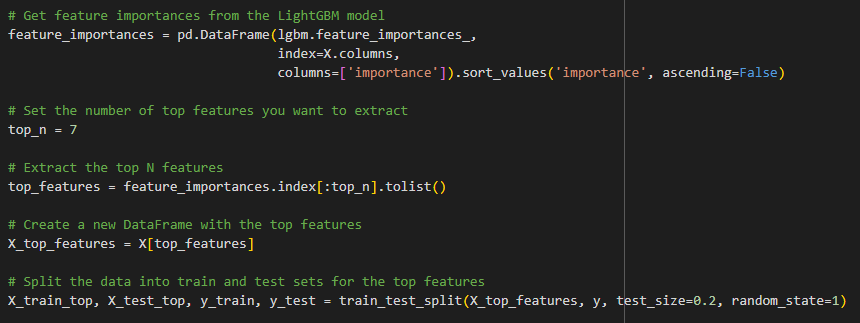 # Get feature importances from the LightGBM model
feature_importances = pd.DataFrame(lgbm.feature_importances_,
                                   index=X.columns,
                                   columns=['importance']).sort_values('importance', ascending=False)

# Set the number of top features you want to extract
top_n = 7

# Extract the top N features
top_features = feature_importances.index[:top_n].tolist()

# Create a new DataFrame with the top features
X_top_features = X[top_features]

# Split the data into train and test sets for the top features
X_train_top, X_test_top, y_train, y_test = train_test_split(X_top_features, y, test_size=0.2, random_state=1)